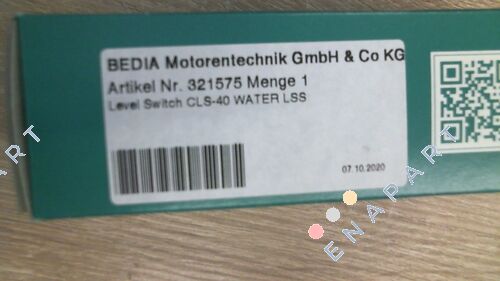 BEDIA Motorentechnik GmbH & Co KG
Artikel Nr. 321575 Menge 1
Level Switch CLS-40 WATER LSS
07.10.2020
ENAPART
ENAPART